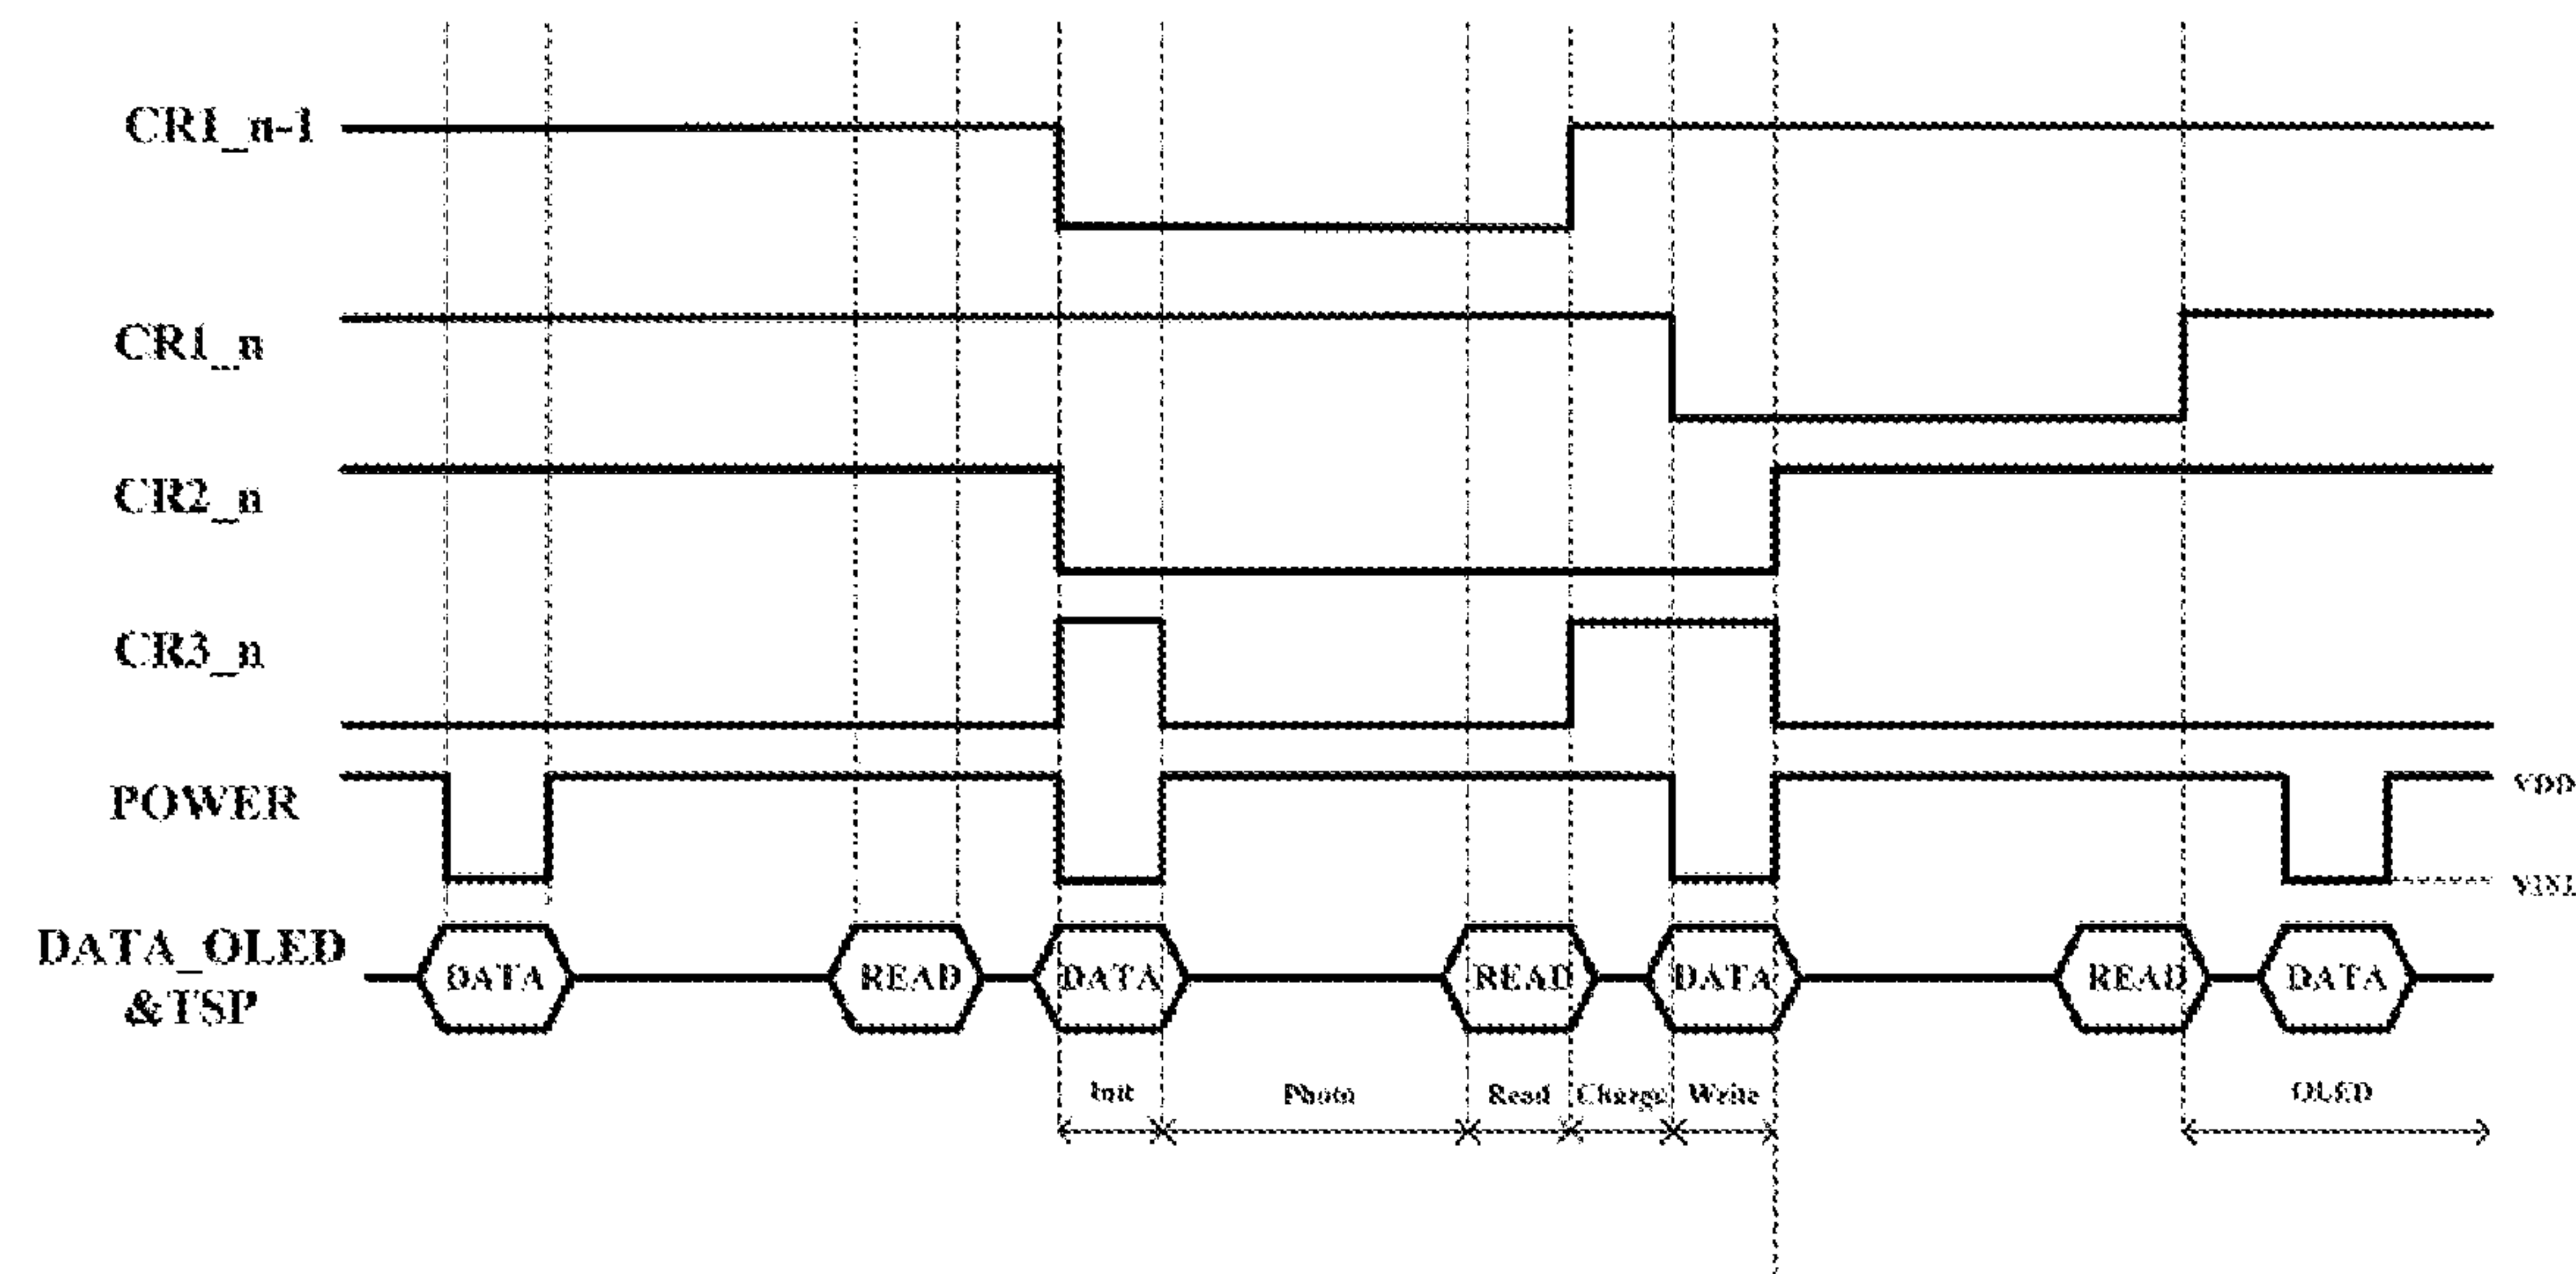 CR1_n-1
CR1_n
CR2_n
CR3_n
POWER
VDD
DATA_OLED
&TSP
DATA
READ
DATA
READ
DATA
READ
DATA
Init
Photo
Read
Charge
Write
OLED